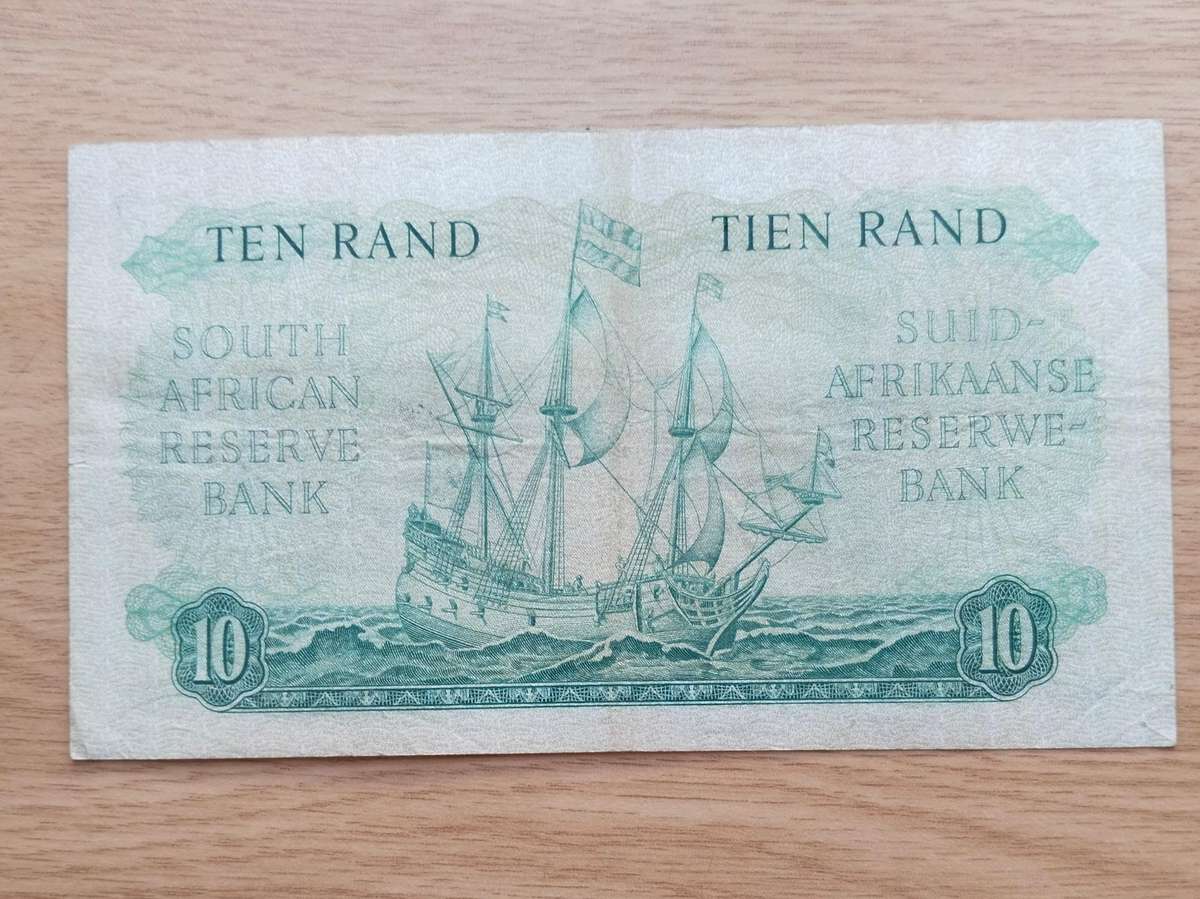 TEN RAND
TIEN RAND
SOUTH
AFRICAN
RESERVE
BANK
SUID-
AFRIKAANSE
RESERWE-
BANK
10
10